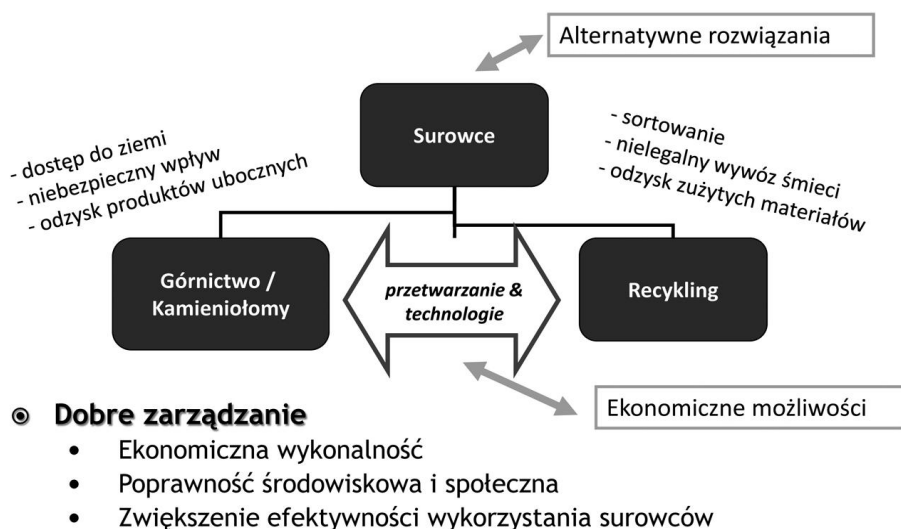 Alternatywne rozwiązania
Surowce
- dostęp do ziemi
- niebezpieczny wpływ
- odzysk produktów ubocznych
- sortowanie
- nielegalny wywóz śmieci
- odzysk zużytych materiałów
Górnictwo /
Kamieniołomy
przetwarzanie &
technologie
Recykling
Ekonomiczne możliwości
Dobre zarządzanie
• Ekonomiczna wykonalność
• Poprawność środowiskowa i społeczna
• Zwiększenie efektywności wykorzystania surowców